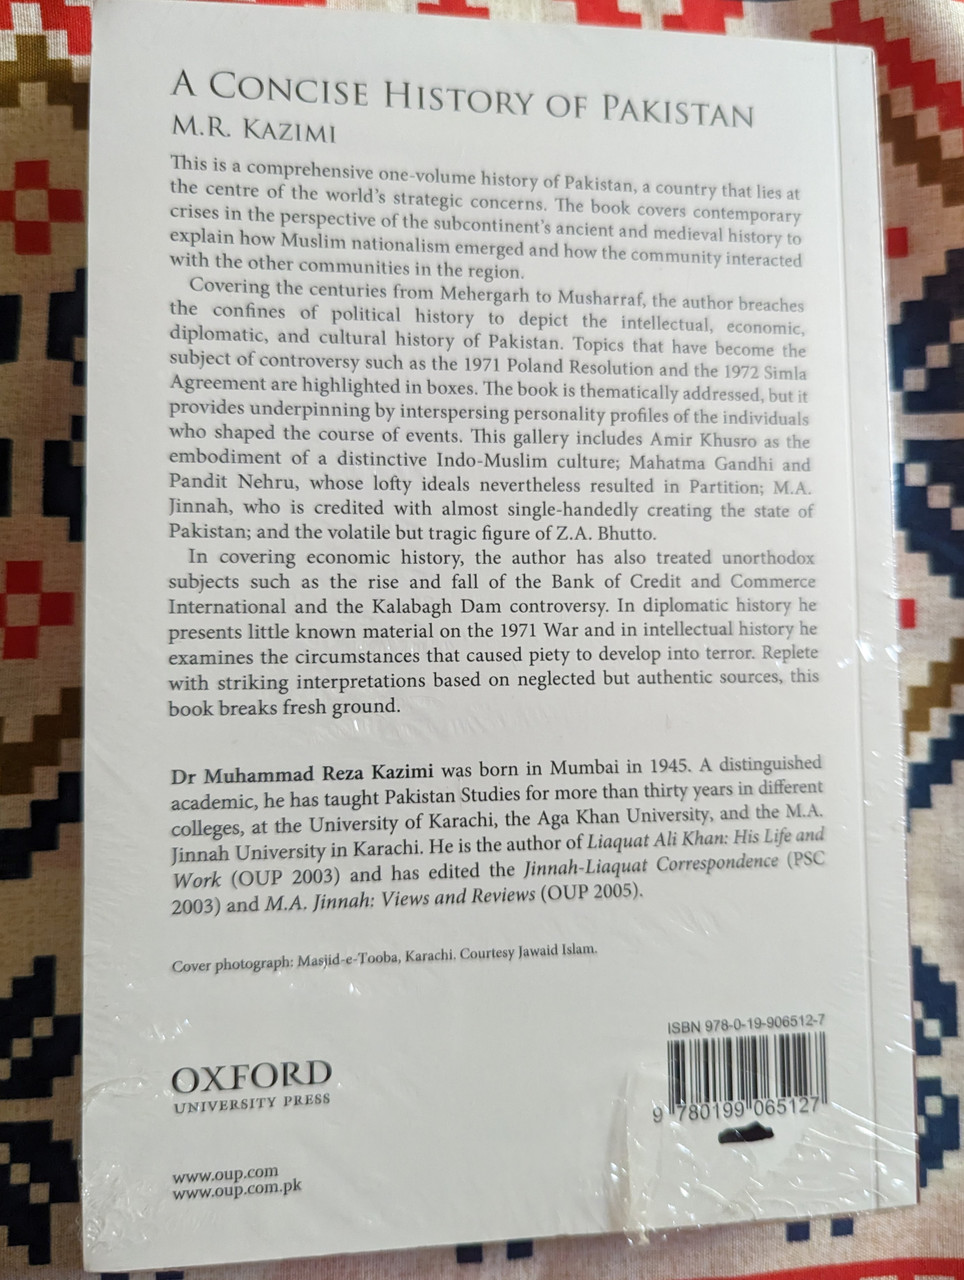 A CONCISE HISTORY OF PAKISTAN
M.R. KAZIMI
This is a comprehensive one-volume history of Pakistan, a country that lies at
the centre of the world's strategic concerns. The book covers contemporary
crises in the perspective of the subcontinent's ancient and medieval history to
explain how Muslim nationalism emerged and how the community interacted
with the other communities in the region.
Covering the centuries from Mehergarh to Musharraf, the author breaches
the confines of political history to depict the intellectual, economic,
diplomatic, and cultural history of Pakistan. Topics that have become the
subject of controversy such as the 1971 Poland Resolution and the 1972 Simla
Agreement are highlighted in boxes. The book is thematically addressed, but it
provides underpinning by interspersing personality profiles of the individuals
who shaped the course of events. This gallery includes Amir Khusro as the
embodiment of a distinctive Indo-Muslim culture; Mahatma Gandhi and
Pandit Nehru, whose lofty ideals nevertheless resulted in Partition; M.A.
Jinnah, who is credited with almost single-handedly creating the state of
Pakistan; and the volatile but tragic figure of Z.A. Bhutto.
In covering economic history, the author has also treated unorthodox
subjects such as the rise and fall of the Bank of Credit and Commerce
International and the Kalabagh Dam controversy. In diplomatic history he
presents little known material on the 1971 War and in intellectual history he
examines the circumstances that caused piety to develop into terror. Replete
with striking interpretations based on neglected but authentic sources, this
book breaks fresh ground.
Dr Muhammad Reza Kazimi was born in Mumbai in 1945. A distinguished
academic, he has taught Pakistan Studies for more than thirty years in different
colleges, at the University of Karachi, the Aga Khan University, and the M.A.
Jinnah University in Karachi. He is the author of Liaquat Ali Khan: His Life and
Work (OUP 2003) and has edited the Jinnah-Liaquat Correspondence (PSC
2003) and M.A. Jinnah: Views and Reviews (OUP 2005).
Cover photograph: Masjid-e-Tooba, Karachi. Courtesy Jawaid Islam.
ISBN 978-0-19-906512-7
9 780199 065127
OXFORD
UNIVERSITY PRESS
www.oup.com
www.oup.com.pk